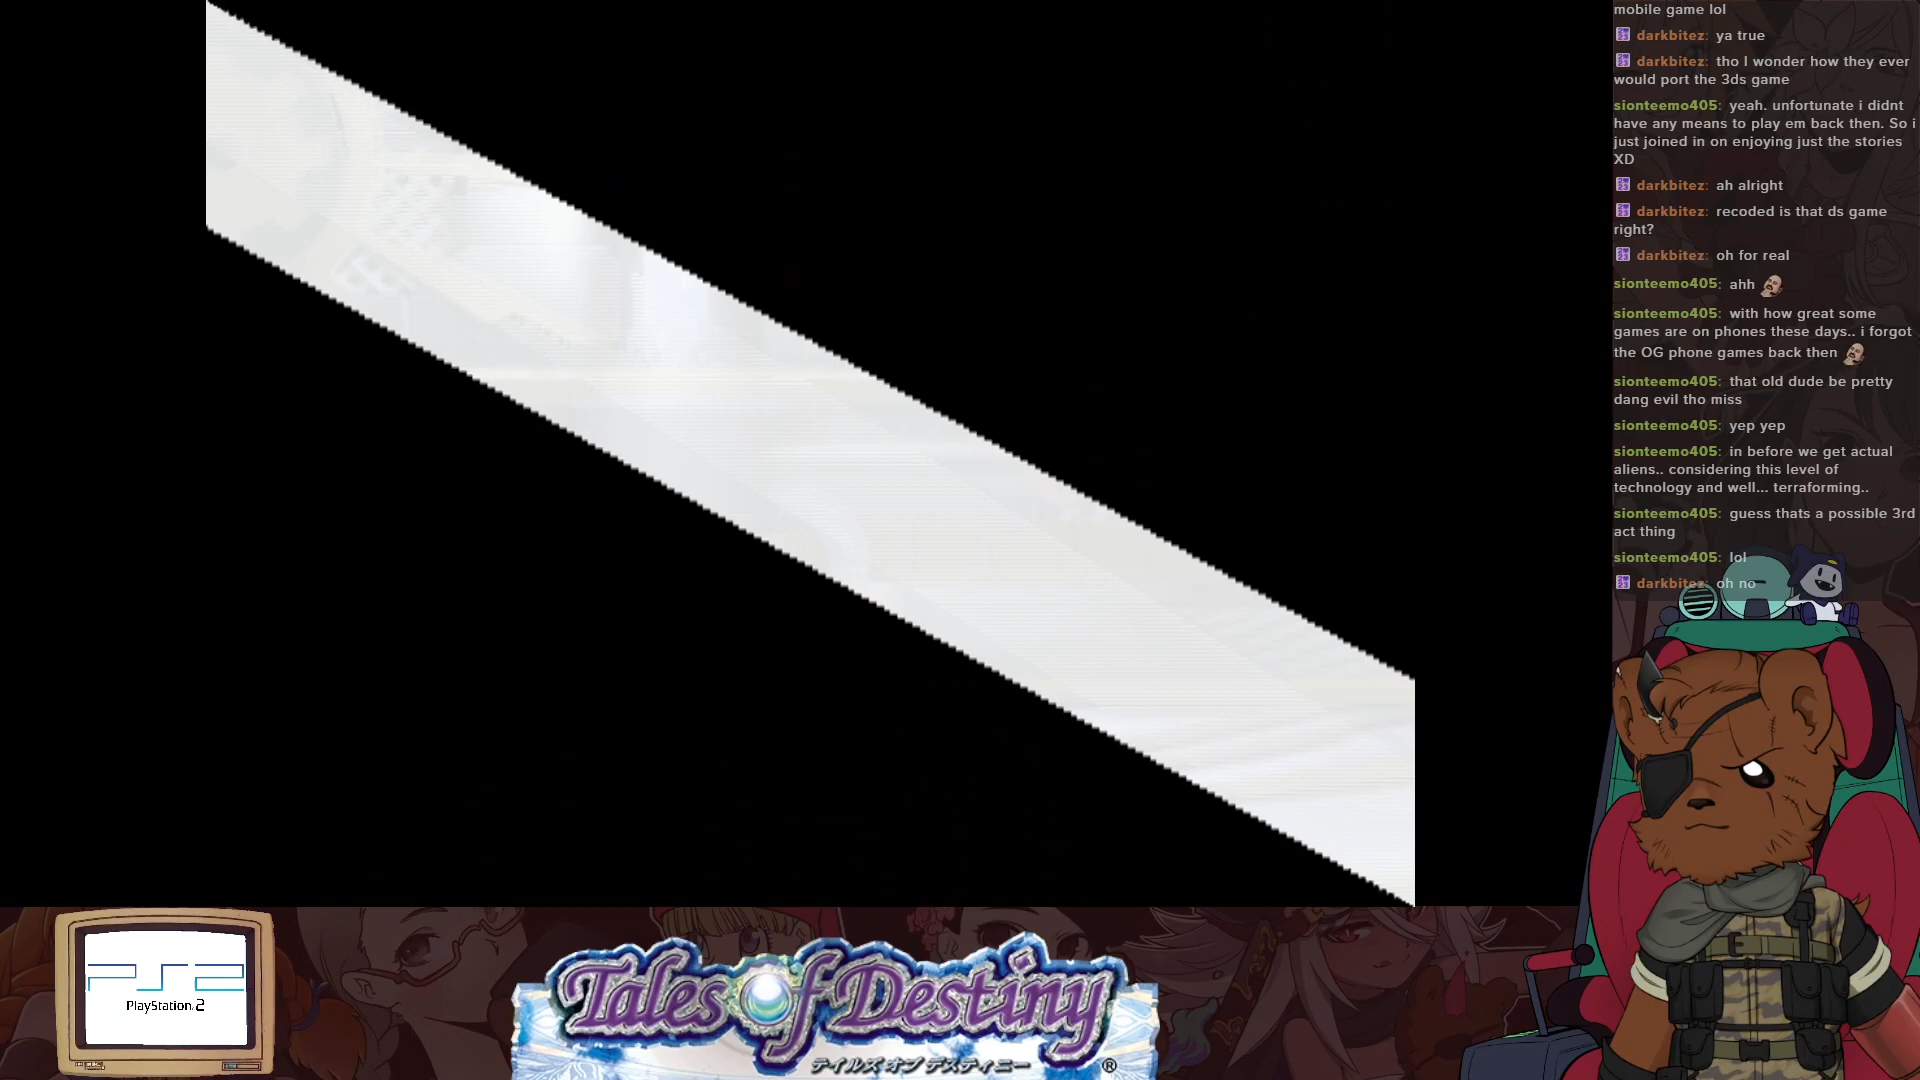 mobile game lol
darkbitez: ya true
darkbitez: tho I wonder how they ever
would port the 3ds game
sionteemo405: yeah. unfortunate i didnt
have any means to play em back then. So i
just joined in on enjoying just the stories
XD
darkbitez: ah alright
darkbitez: recoded is that ds game
right?
darkbitez: oh for real
sionteemo405: ahh
sionteemo405: with how great some
games are on phones these days.. i forgot
the OG phone games back then
sionteemo405: that old dude be pretty
dang evil tho miss
sionteemo405: yep yep
sionteemo405: in before we get actual
aliens.. considering this level of
technology and well... terraforming..
sionteemo405: guess thats a possible 3rd
act thing
sionteemo405: lol
darkbitez: oh no
PS2
PlayStation 2
Tales of Destiny
テイルズ オブ デスティニー ®